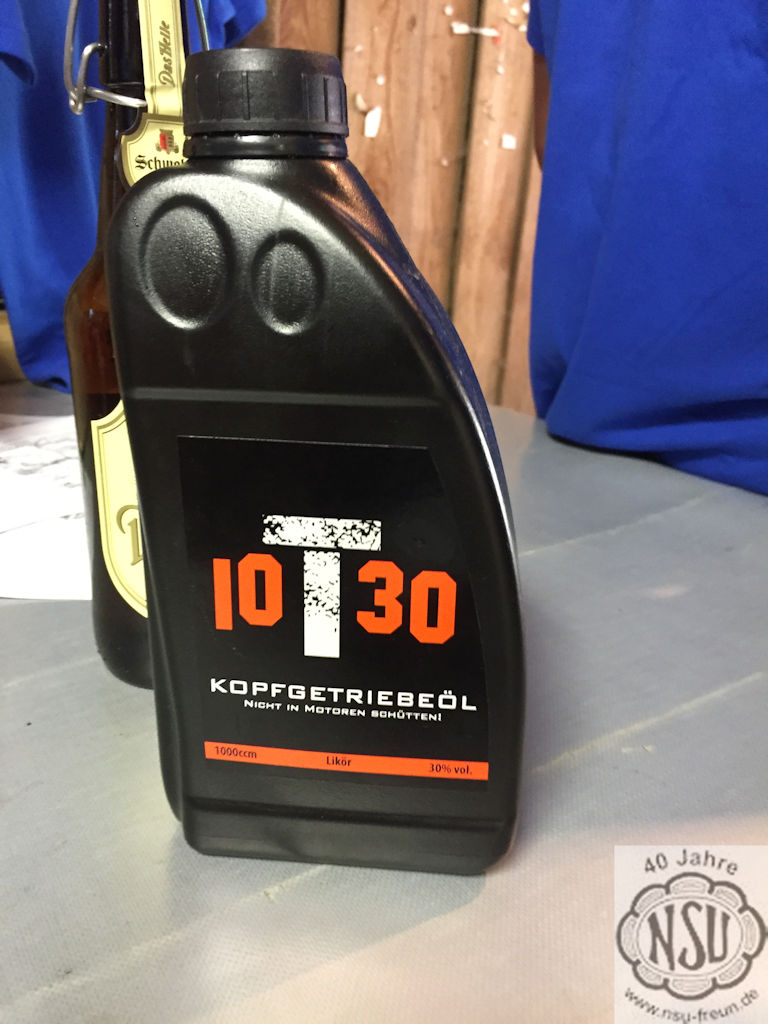 Das Helle
10 T 30
KOPFGETRIEBEÖL
NICHT IN MOTOREN SCHÜTTEN!
1000ccm Likör 30% vol.
40 Jahre
NSU
www.nsu-freun.de